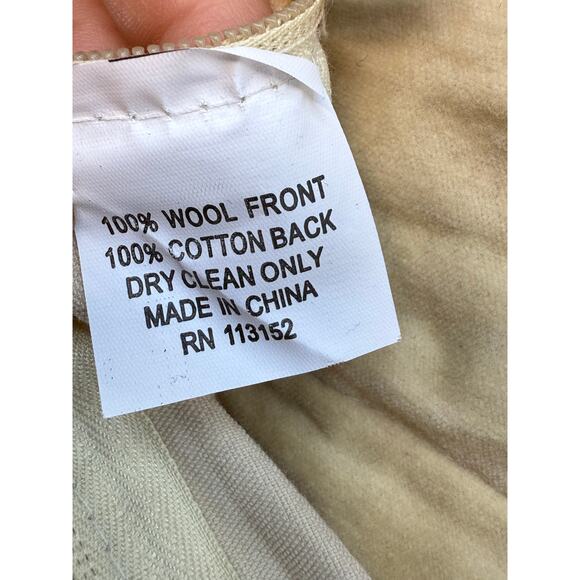 100% WOOL FRONT
100% COTTON BACK
DRY CLEAN ONLY
MADE IN CHINA
RN 113152